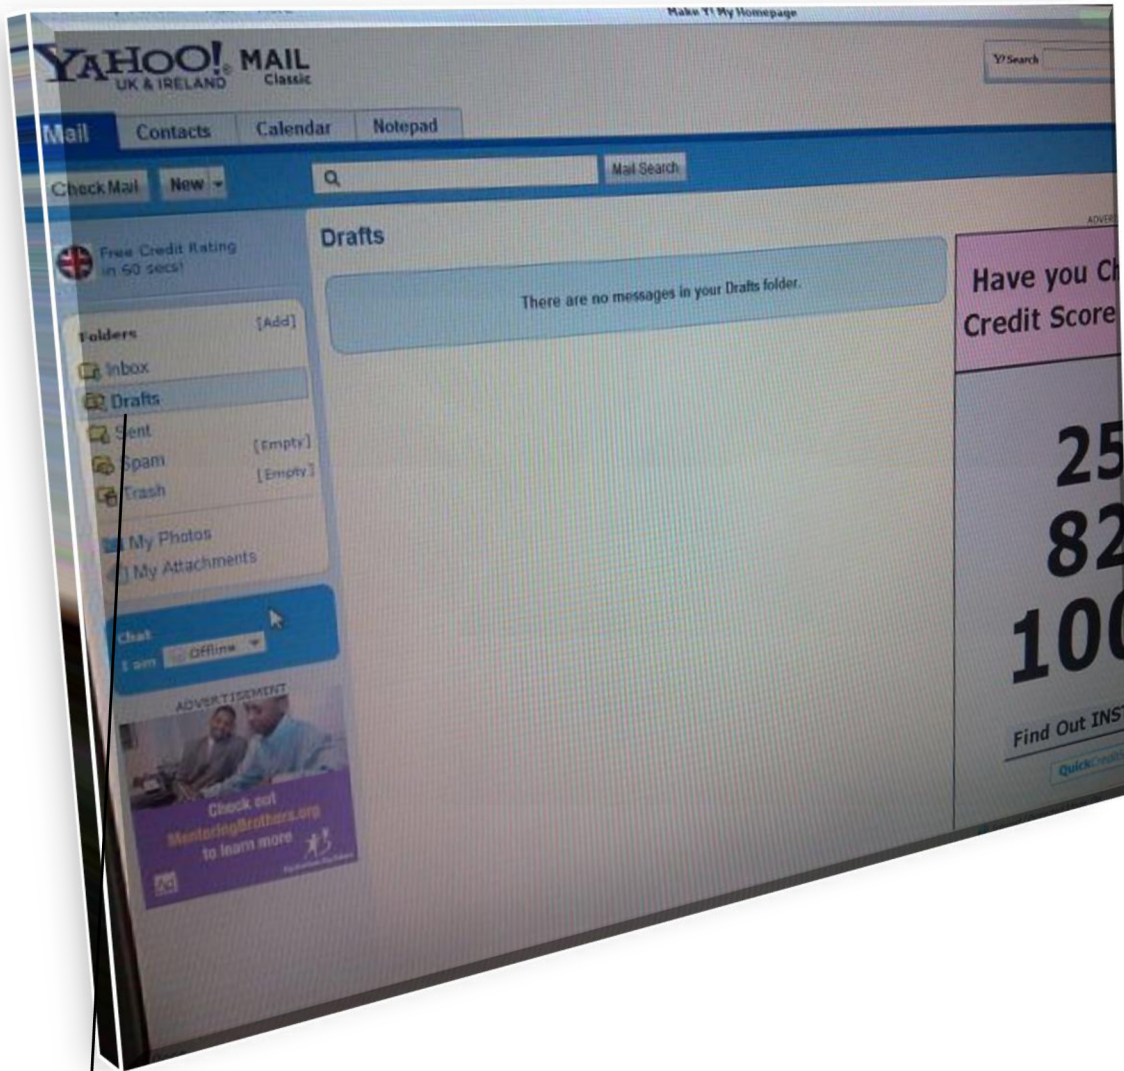 Make Y! My Homepage
YAHOO! MAIL
UK & IRELAND Classic
Y! Search
Mail Contacts Calendar Notepad
Check Mail New Mail Search
Free Credit Rating
in 60 secs!
Drafts
There are no messages in your Drafts folder.
Folders [Add]
Inbox
Drafts
Sent
Spam [Empty]
Trash [Empty]
My Photos
My Attachments
Chat
I am Offline
ADVERTISEMENT
Check out
MentoringBrothers.org
to learn more
Ad
Have you
Credit Score
25
82
100
Find Out